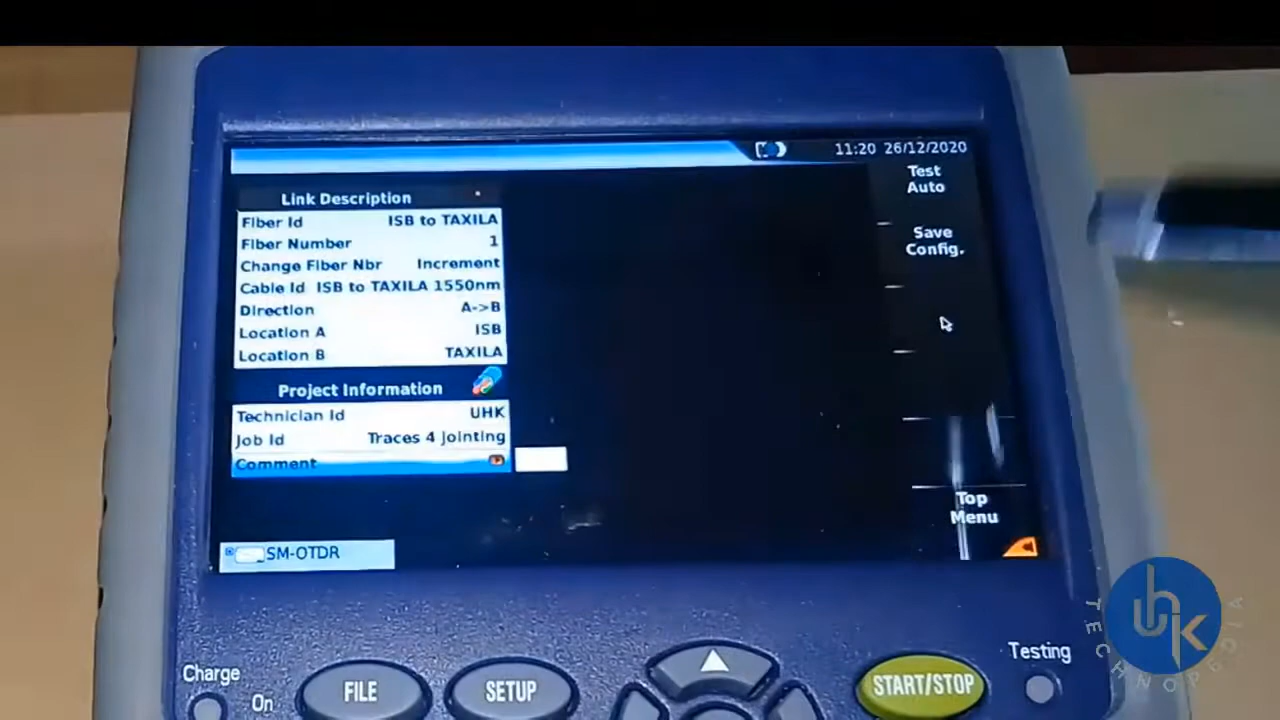 11:20 26/12/2020
Link Description
Fiber Id ISB to TAXILA
Fiber Number 1
Change Fiber Nbr Increment
Cable Id ISB to TAXILA 1550nm
Direction A->B
Location A ISB
Location B TAXILA
Project Information
Technician Id UHK
Job Id Traces 4 Jointing
Comment
SM-OTDR
Test
Auto
Save
Config.
Top
Menu
Charge
On
FILE
SETUP
START/STOP
Testing
uhk
TECHNOPEDIA